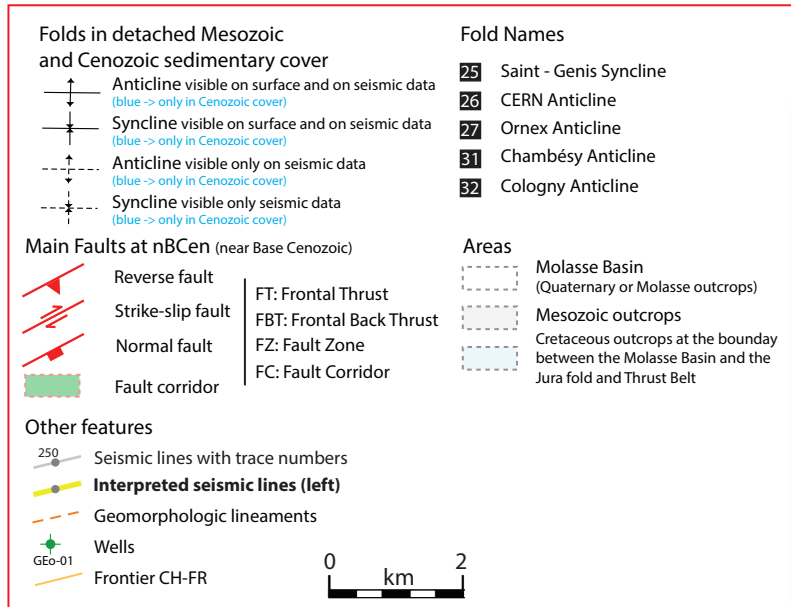 Folds in detached Mesozoic
and Cenozoic sedimentary cover
Anticline visible on surface and on seismic data
(blue -> only in Cenozoic cover)
Syncline visible on surface and on seismic data
(blue -> only in Cenozoic cover)
Anticline visible only on seismic data
(blue -> only in Cenozoic cover)
Syncline visible only seismic data
(blue -> only in Cenozoic cover)
Fold Names
25 Saint - Genis Syncline
26 CERN Anticline
27 Ornex Anticline
31 Chambésy Anticline
32 Cologny Anticline
Main Faults at nBCen (near Base Cenozoic)
Reverse fault
Strike-slip fault
Normal fault
Fault corridor
FT: Frontal Thrust
FBT: Frontal Back Thrust
FZ: Fault Zone
FC: Fault Corridor
Areas
Molasse Basin
(Quaternary or Molasse outcrops)
Mesozoic outcrops
Cretaceous outcrops at the bounday
between the Molasse Basin and the
Jura fold and Thrust Belt
Other features
250 Seismic lines with trace numbers
Interpreted seismic lines (left)
Geomorphologic lineaments
Wells
GEo-01
Frontier CH-FR
0 2
km